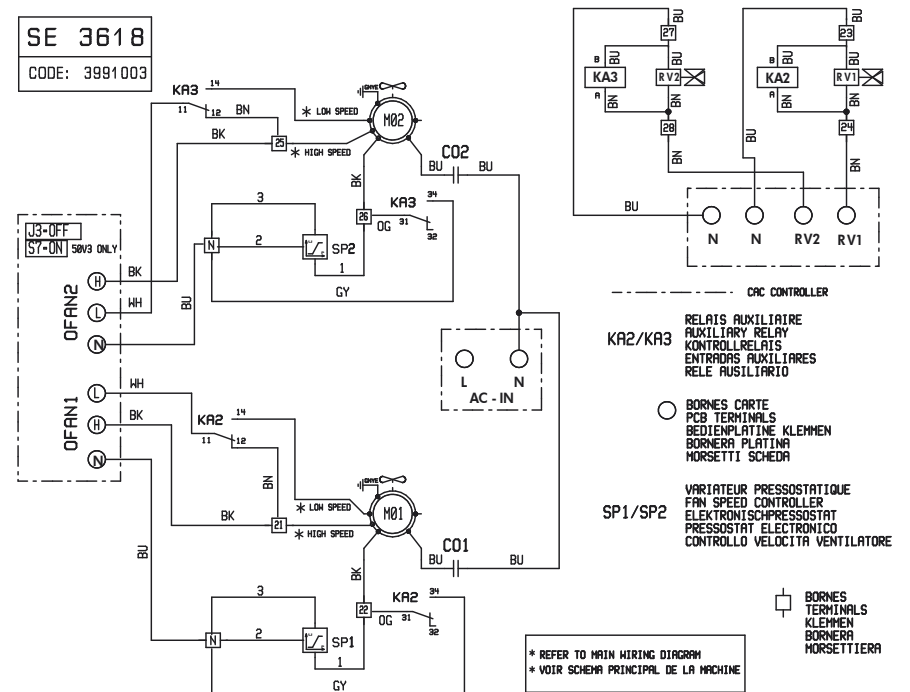 SE 3618
CODE: 3991003
BU
BU
27
23
B
BU
B
BU
KA3
RV2
KA2
RV1
A
BN
BN
A
BN
BN
28
24
BU
BN
BN
BU
N
N
RV2
RV1
CAC CONTROLLER
KA3
14
11
12
BN
BK
25
* LOW SPEED
* HIGH SPEED
GNYE
M02
BK
BU
CO2
BU
KA3
34
26
OG
31
32
3
N
2
SP2
1
GY
BU
J3-OFF
S7-ON
50V3 ONLY
OFAN2
H
BK
L
WH
N
OFAN1
L
WH
H
BK
N
L
N
AC - IN
KA2
14
11
12
BN
BK
21
* LOW SPEED
* HIGH SPEED
GNYE
M01
BK
BU
CO1
BU
KA2
34
22
OG
31
32
BU
3
N
2
SP1
1
GY
KA2/KA3
RELAIS AUXILIAIRE
AUXILIARY RELAY
KONTROLLRELAIS
ENTRADAS AUXILIARES
RELE AUSILIARIO
BORNES CARTE
PCB TERMINALS
BEDIENPLATINE KLEMMEN
BORNERA PLATINA
MORSETTI SCHEDA
SP1/SP2
VARIATEUR PRESSOSTATIQUE
FAN SPEED CONTROLLER
ELEKTRONISCHPRESSOSTAT
PRESSOSTAT ELECTRONICO
CONTROLLO VELOCITA VENTILATORE
BORNES
TERMINALS
KLEMMEN
BORNERA
MORSETTIERA
* REFER TO MAIN WIRING DIAGRAM
* VOIR SCHEMA PRINCIPAL DE LA MACHINE